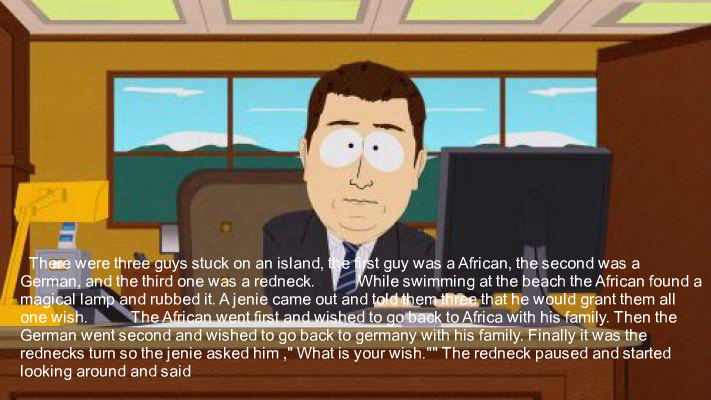 There were three guys stuck on an island, the first guy was a African, the second was a
German, and the third one was a redneck. While swimming at the beach the African found a
magical lamp and rubbed it. A jenie came out and told them three that he would grant them all
one wish. The African went first and wished to go back to Africa with his family. Then the
German went second and wished to go back to germany with his family. Finally it was the
rednecks turn so the jenie asked him ," What is your wish."" The redneck paused and started
looking around and said